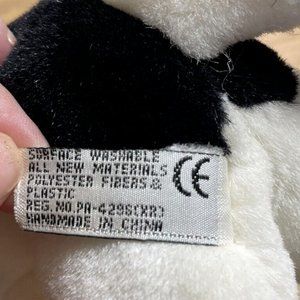 SURFACE WASHABLE
ALL NEW MATERIALS
POLYESTER FIBERS &
PLASTIC
REG.NO.PA-4296(KR)
HANDMADE IN CHINA
CE